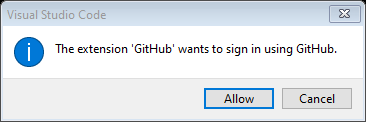 Visual Studio Code
The extension 'GitHub' wants to sign in using GitHub.
Allow
Cancel